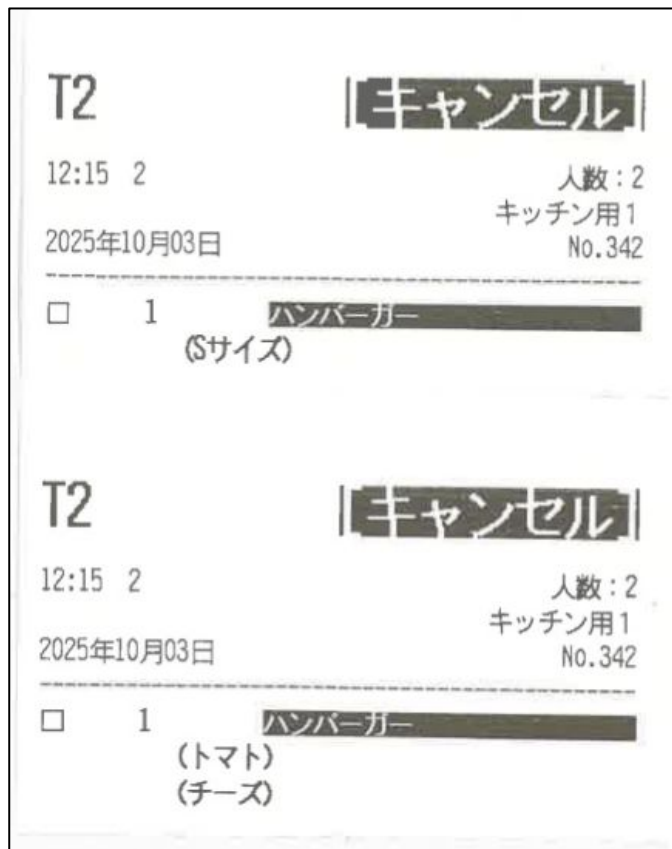 T2 【キャンセル】
12:15 2 人数:2
キッチン用1
2025年10月03日 No.342
□ 1 ハンバーガー
(Sサイズ)
T2 【キャンセル】
12:15 2 人数:2
キッチン用1
2025年10月03日 No.342
□ 1 ハンバーガー
(トマト)
(チーズ)